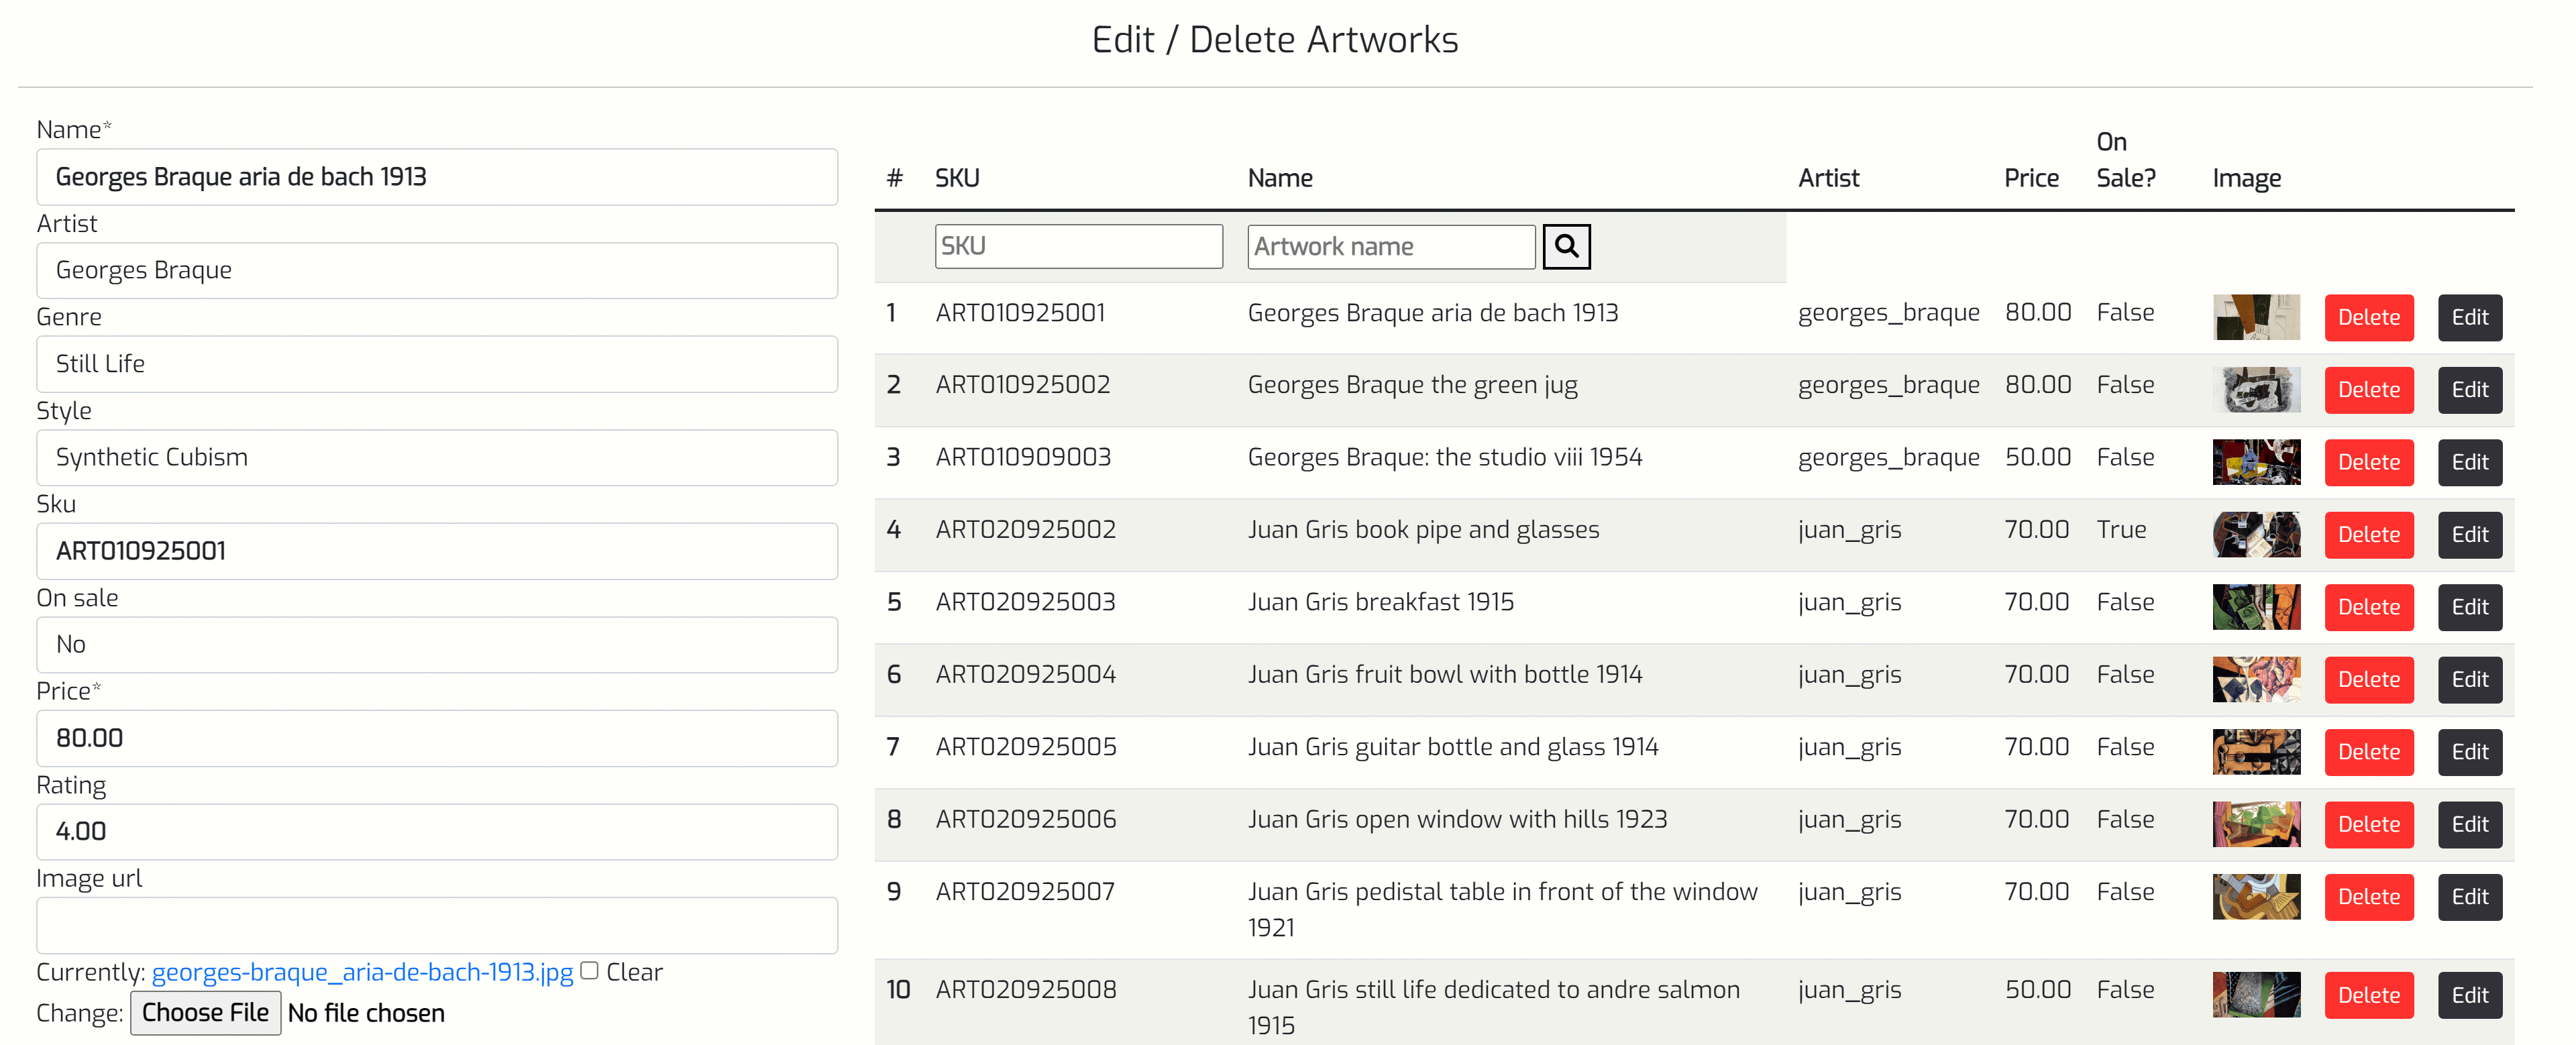 Edit / Delete Artworks
Name*
Georges Braque aria de bach 1913
Artist
Georges Braque
Genre
Still Life
Style
Synthetic Cubism
Sku
ART010925001
On sale
No
Price*
80.00
Rating
4.00
Image url
Currently: georges-braque_aria-de-bach-1913.jpg Clear
Change: Choose File No file chosen
# SKU Name Artist Price On Sale? Image
SKU Artwork name
1 ART010925001 Georges Braque aria de bach 1913 georges_braque 80.00 False Delete Edit
2 ART010925002 Georges Braque the green jug georges_braque 80.00 False Delete Edit
3 ART010909003 Georges Braque: the studio viii 1954 georges_braque 50.00 False Delete Edit
4 ART020925002 Juan Gris book pipe and glasses juan_gris 70.00 True Delete Edit
5 ART020925003 Juan Gris breakfast 1915 juan_gris 70.00 False Delete Edit
6 ART020925004 Juan Gris fruit bowl with bottle 1914 juan_gris 70.00 False Delete Edit
7 ART020925005 Juan Gris guitar bottle and glass 1914 juan_gris 70.00 False Delete Edit
8 ART020925006 Juan Gris open window with hills 1923 juan_gris 70.00 False Delete Edit
9 ART020925007 Juan Gris pedistal table in front of the window juan_gris 70.00 False Delete Edit
1921
10 ART020925008 Juan Gris still life dedicated to andre salmon juan_gris 50.00 False Delete Edit
1915